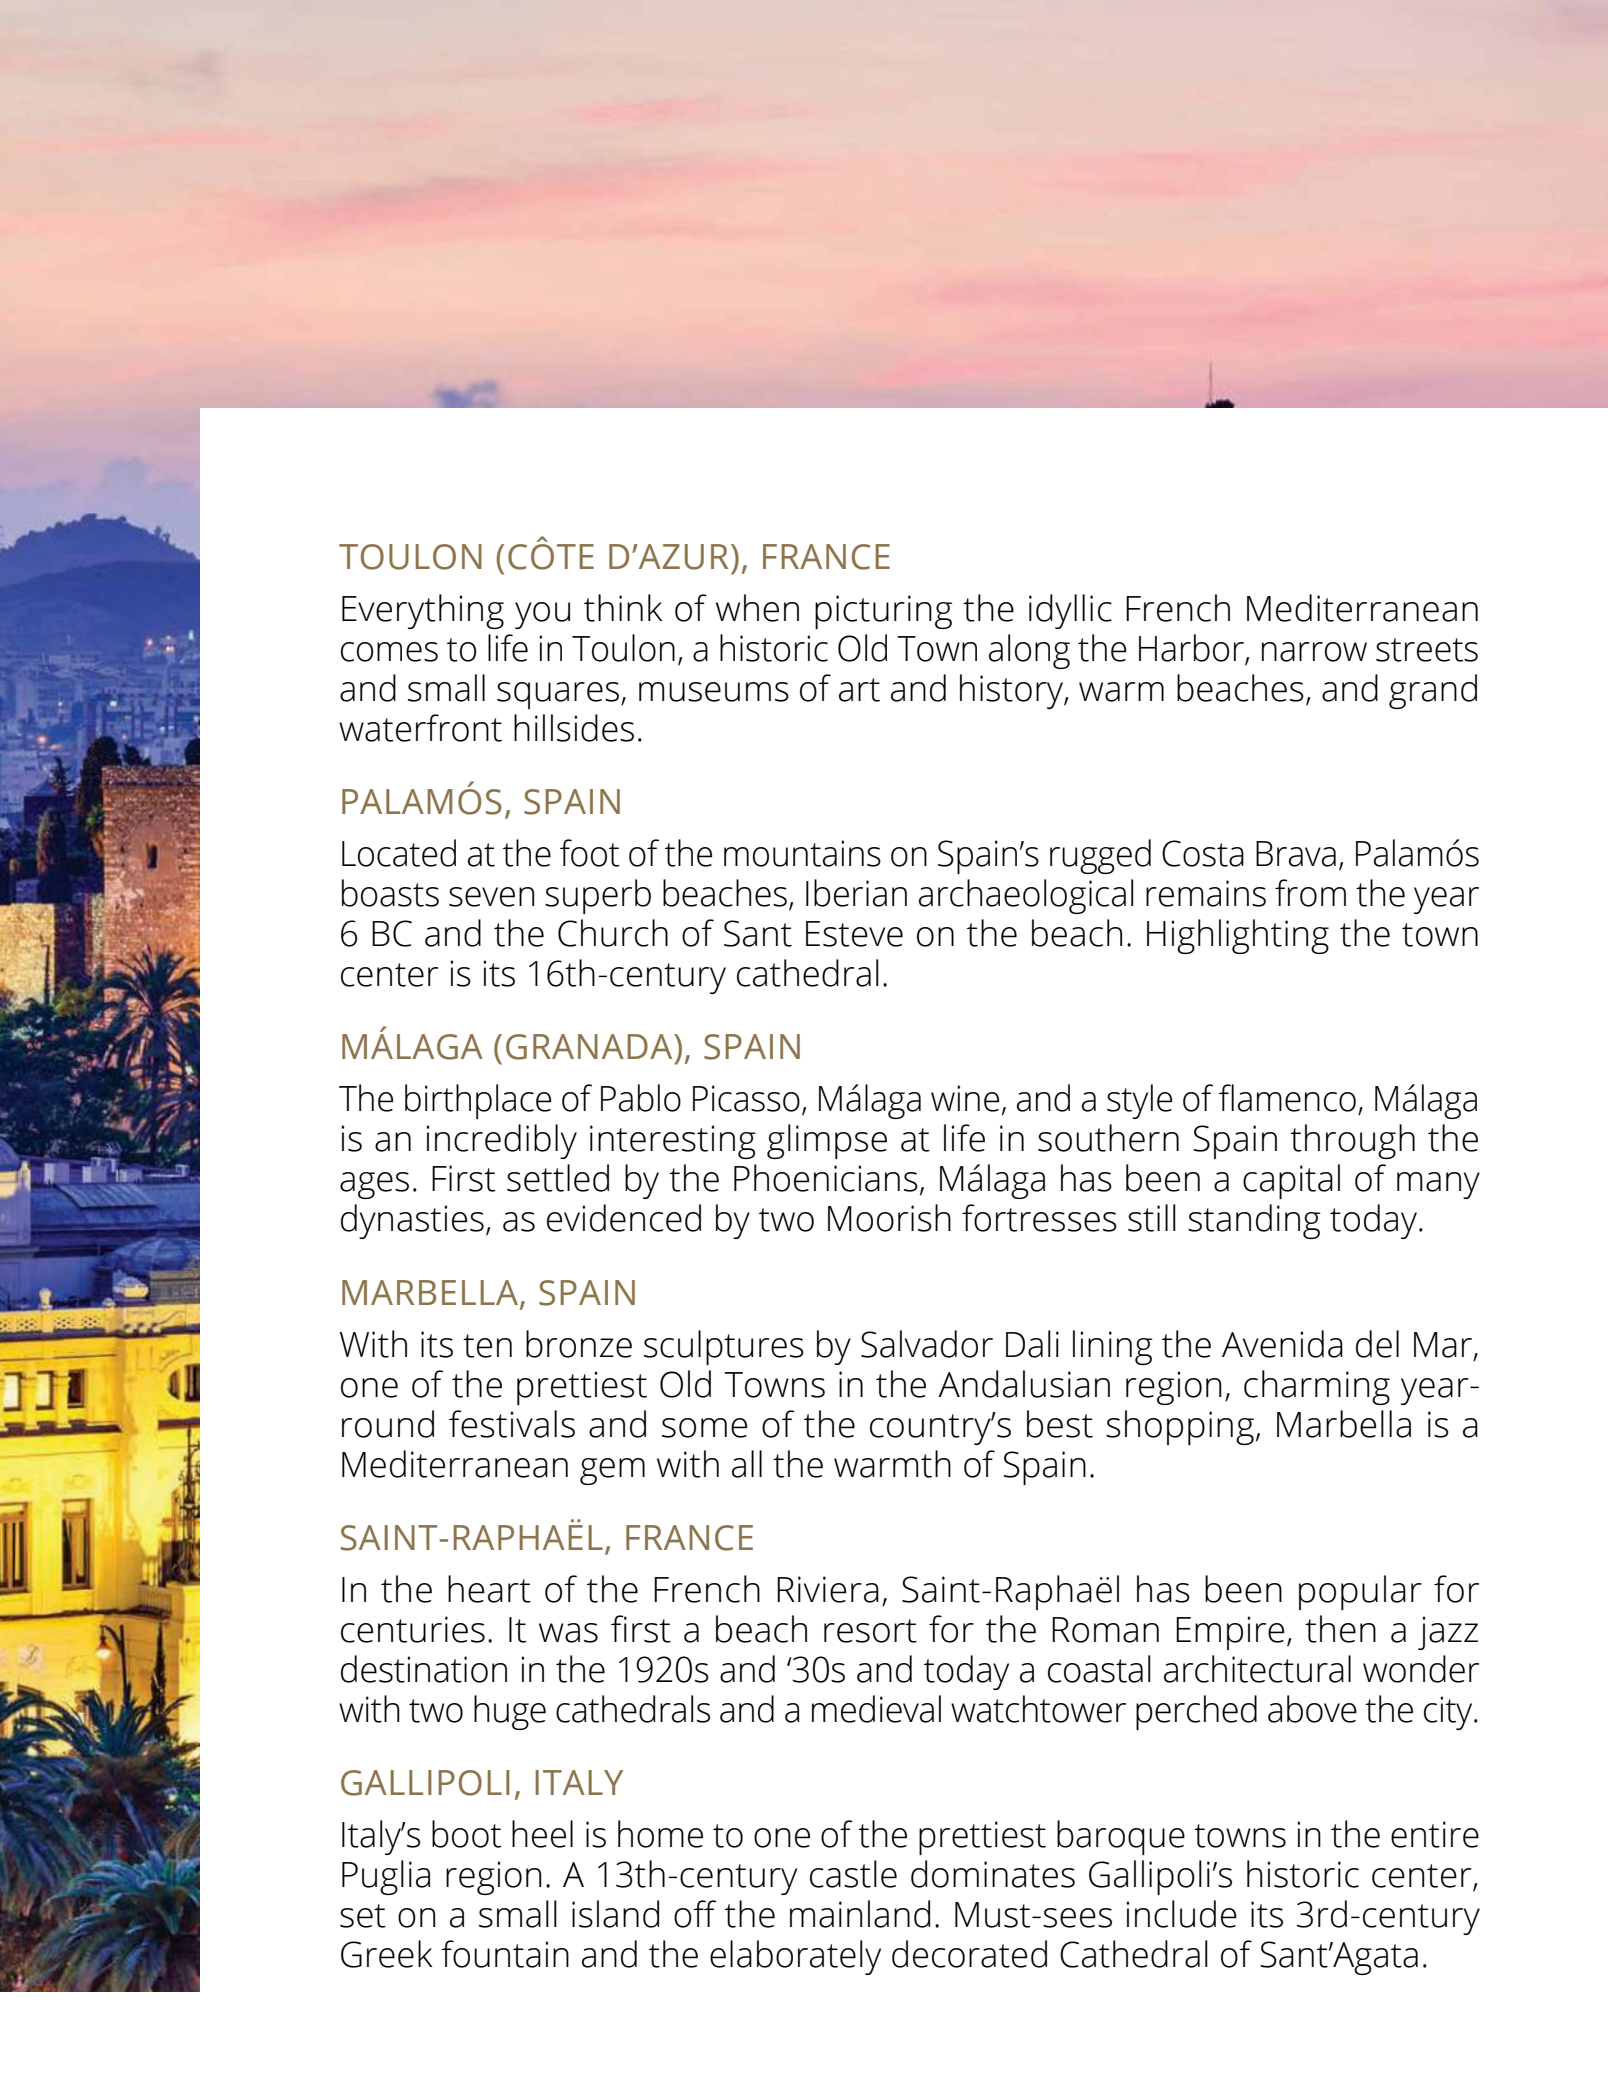 TOULON (CÔTE D’AZUR), FRANCE
Everything you think of when picturing the idyllic French Mediterranean
comes to life in Toulon, a historic Old Town along the Harbor, narrow streets
and small squares, museums of art and history, warm beaches, and grand
waterfront hillsides.
PALAMÓS, SPAIN
Located at the foot of the mountains on Spain’s rugged Costa Brava, Palamós
boasts seven superb beaches, Iberian archaeological remains from the year
6 BC and the Church of Sant Esteve on the beach. Highlighting the town
center is its 16th-century cathedral.
MÁLAGA (GRANADA), SPAIN
The birthplace of Pablo Picasso, Málaga wine, and a style of flamenco, Málaga
is an incredibly interesting glimpse at life in southern Spain through the
ages. First settled by the Phoenicians, Málaga has been a capital of many
dynasties, as evidenced by two Moorish fortresses still standing today.
MARBELLA, SPAIN
With its ten bronze sculptures by Salvador Dali lining the Avenida del Mar,
one of the prettiest Old Towns in the Andalusian region, charming year-
round festivals and some of the country’s best shopping, Marbella is a
Mediterranean gem with all the warmth of Spain.
SAINT-RAPHAËL, FRANCE
In the heart of the French Riviera, Saint-Raphaël has been popular for
centuries. It was first a beach resort for the Roman Empire, then a jazz
destination in the 1920s and ‘30s and today a coastal architectural wonder
with two huge cathedrals and a medieval watchtower perched above the city.
GALLIPOLI, ITALY
Italy’s boot heel is home to one of the prettiest baroque towns in the entire
Puglia region. A 13th-century castle dominates Gallipoli’s historic center,
set on a small island off the mainland. Must-sees include its 3rd-century
Greek fountain and the elaborately decorated Cathedral of Sant’Agata.